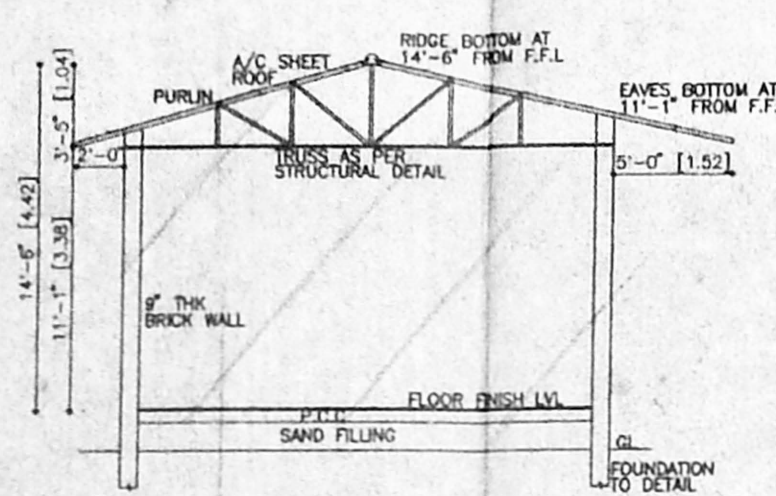 RIDGE BOTTOM AT
14'-6" FROM F.F.L
A/C SHEET
ROOF
PURLIN
EAVES BOTTOM AT
11'-1" FROM F.F.
3'-5" [1.04]
2'-0"
TRUSS AS PER
STRUCTURAL DETAIL
5'-0" [1.52]
14'-6" [4.42]
11'-1" [3.38]
9" THK
BRICK WALL
FLOOR FINISH LVL
P.C.C
SAND FILLING
GL
FOUNDATION
TO DETAIL